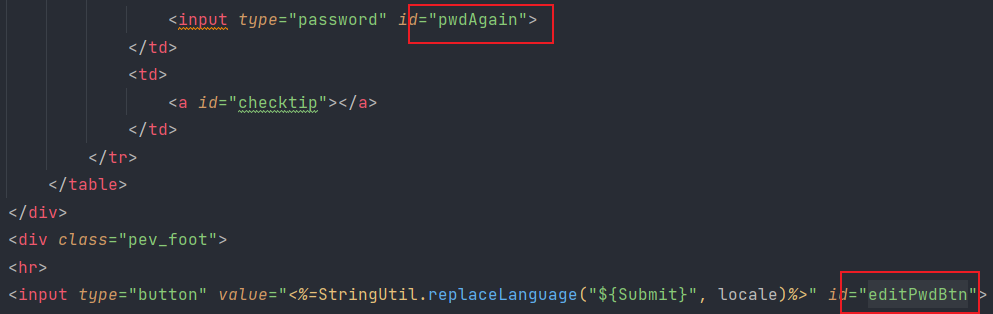 <input type="password" id="pwdAgain">
</td>
<td>
<a id="checktip"></a>
</td>
</tr>
</table>
</div>
<div class="pev_foot">
<hr>
<input type="button" value="<%=StringUtil.replaceLanguage("${Submit}", locale)%>" id="editPwdBtn">